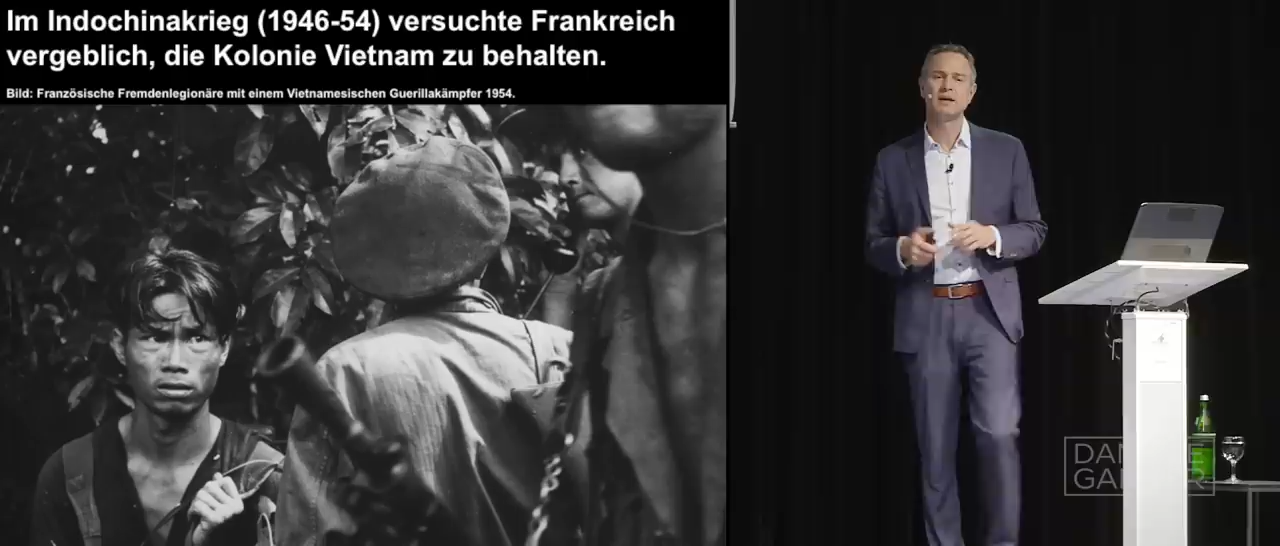 Im Indochinakrieg (1946-54) versuchte Frankreich
vergeblich, die Kolonie Vietnam zu behalten.
Bild: Französische Fremdenlegionäre mit einem Vietnamesischen Guerillakämpfer 1954.